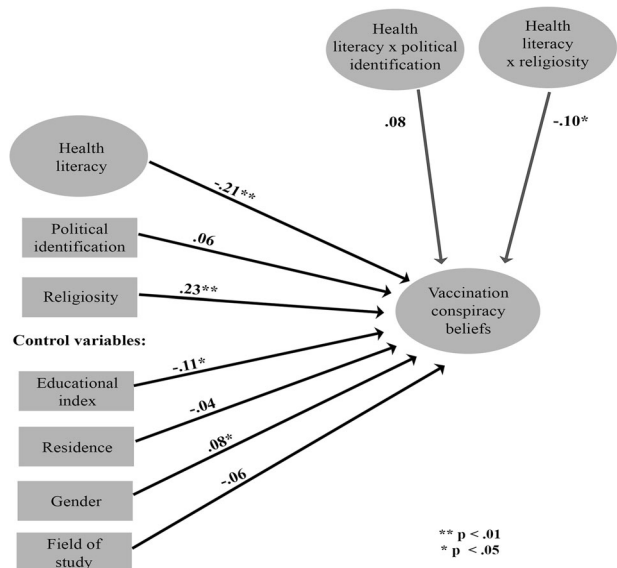 Health
literacy x political
identification
Health
literacy
x religiosity
.08
-.10*
Health
literacy
-.21**
Political
identification
.06
Religiosity
.23**
Vaccination
conspiracy
beliefs
Control variables:
Educational
index
-.11*
Residence
-.04
Gender
.08*
Field of
study
-.06
** p < .01
* p < .05